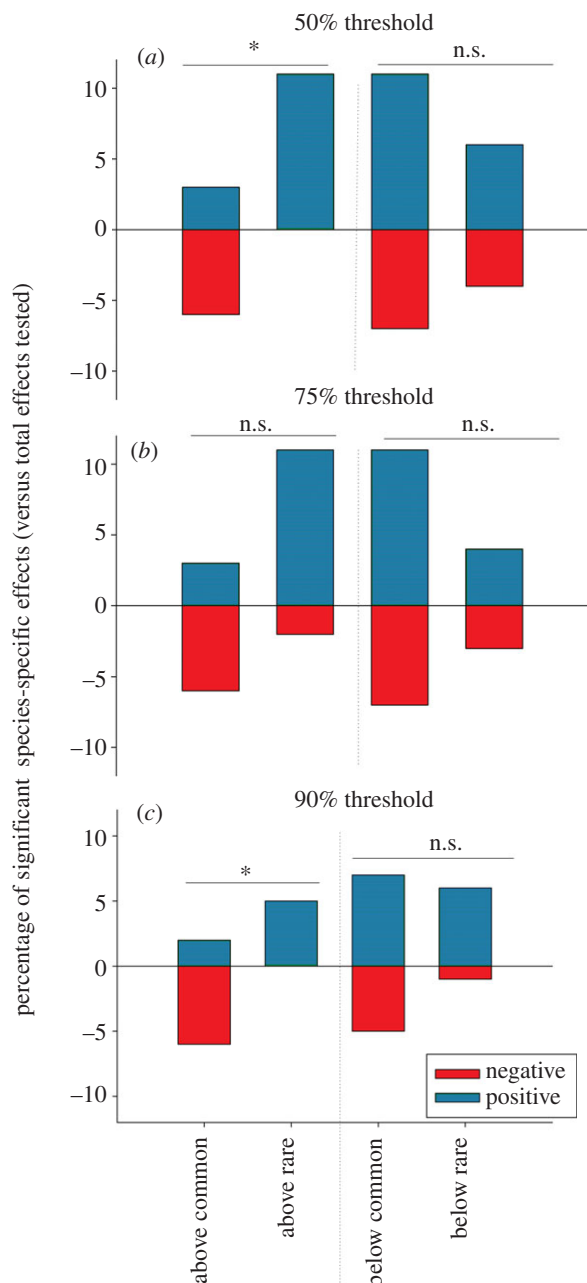 percentage of significant species-specific effects (versus total effects tested)
50% threshold
(a)
*
n.s.
10
5
0
–5
–10
75% threshold
(b)
n.s.
n.s.
10
5
0
–5
–10
90% threshold
(c)
*
n.s.
10
5
0
–5
–10
negative
positive
above common
above rare
below common
below rare